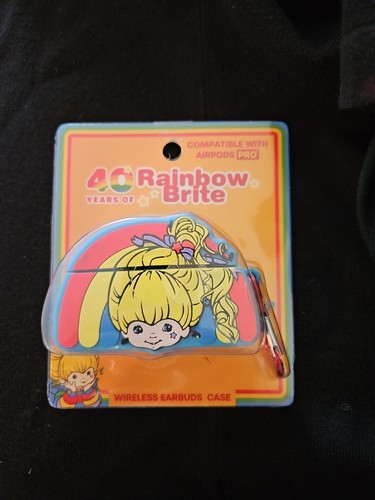 COMPATIBLE WITH
AIRPODS PRO
40
YEARS OF
Rainbow
Brite
WIRELESS EARBUDS CASE